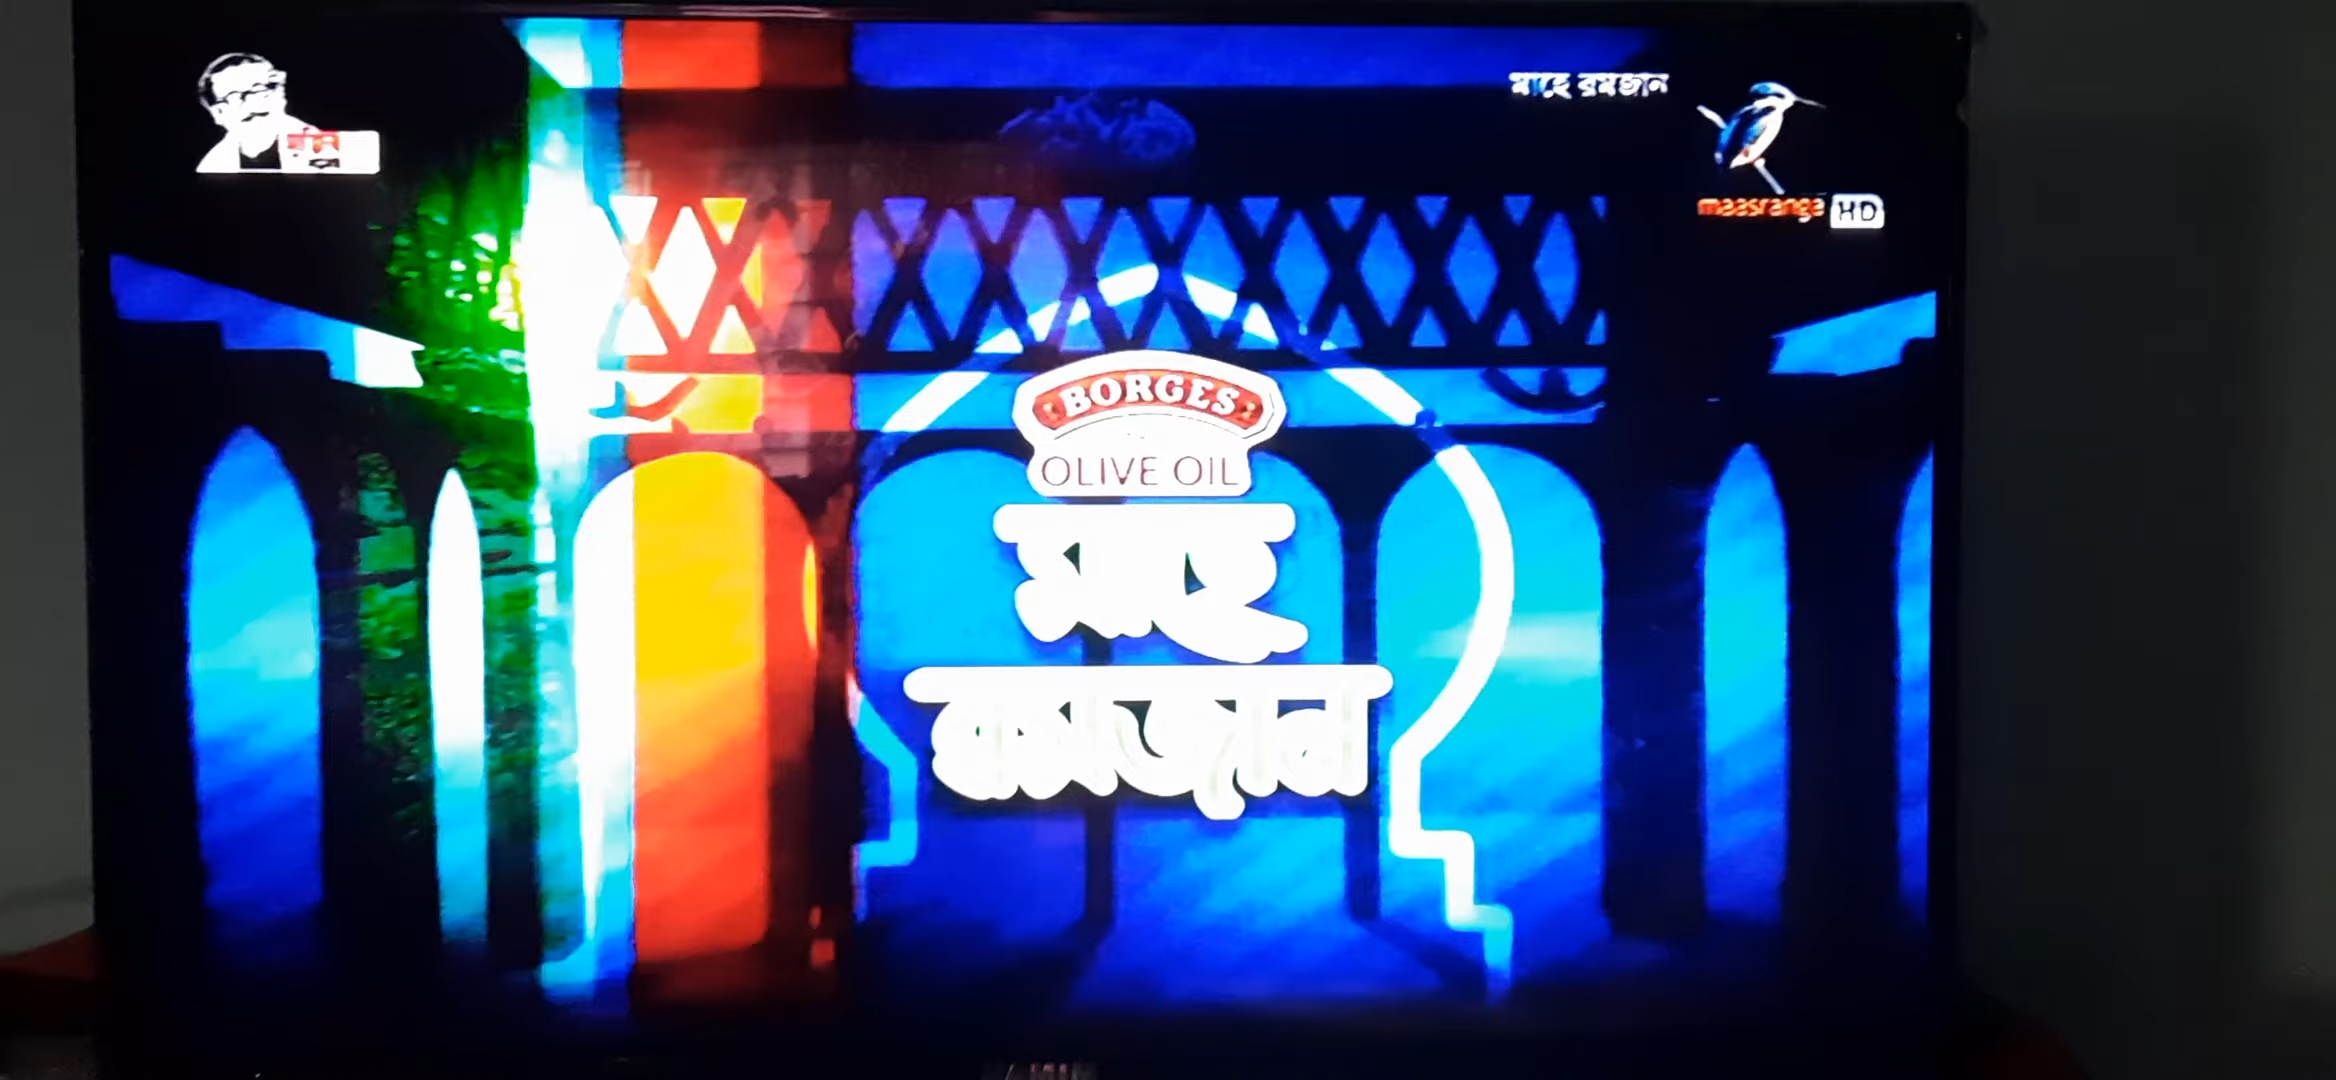 মাহে রমজান
maasranga HD
BORGES
OLIVE OIL
মাহে
রমজান